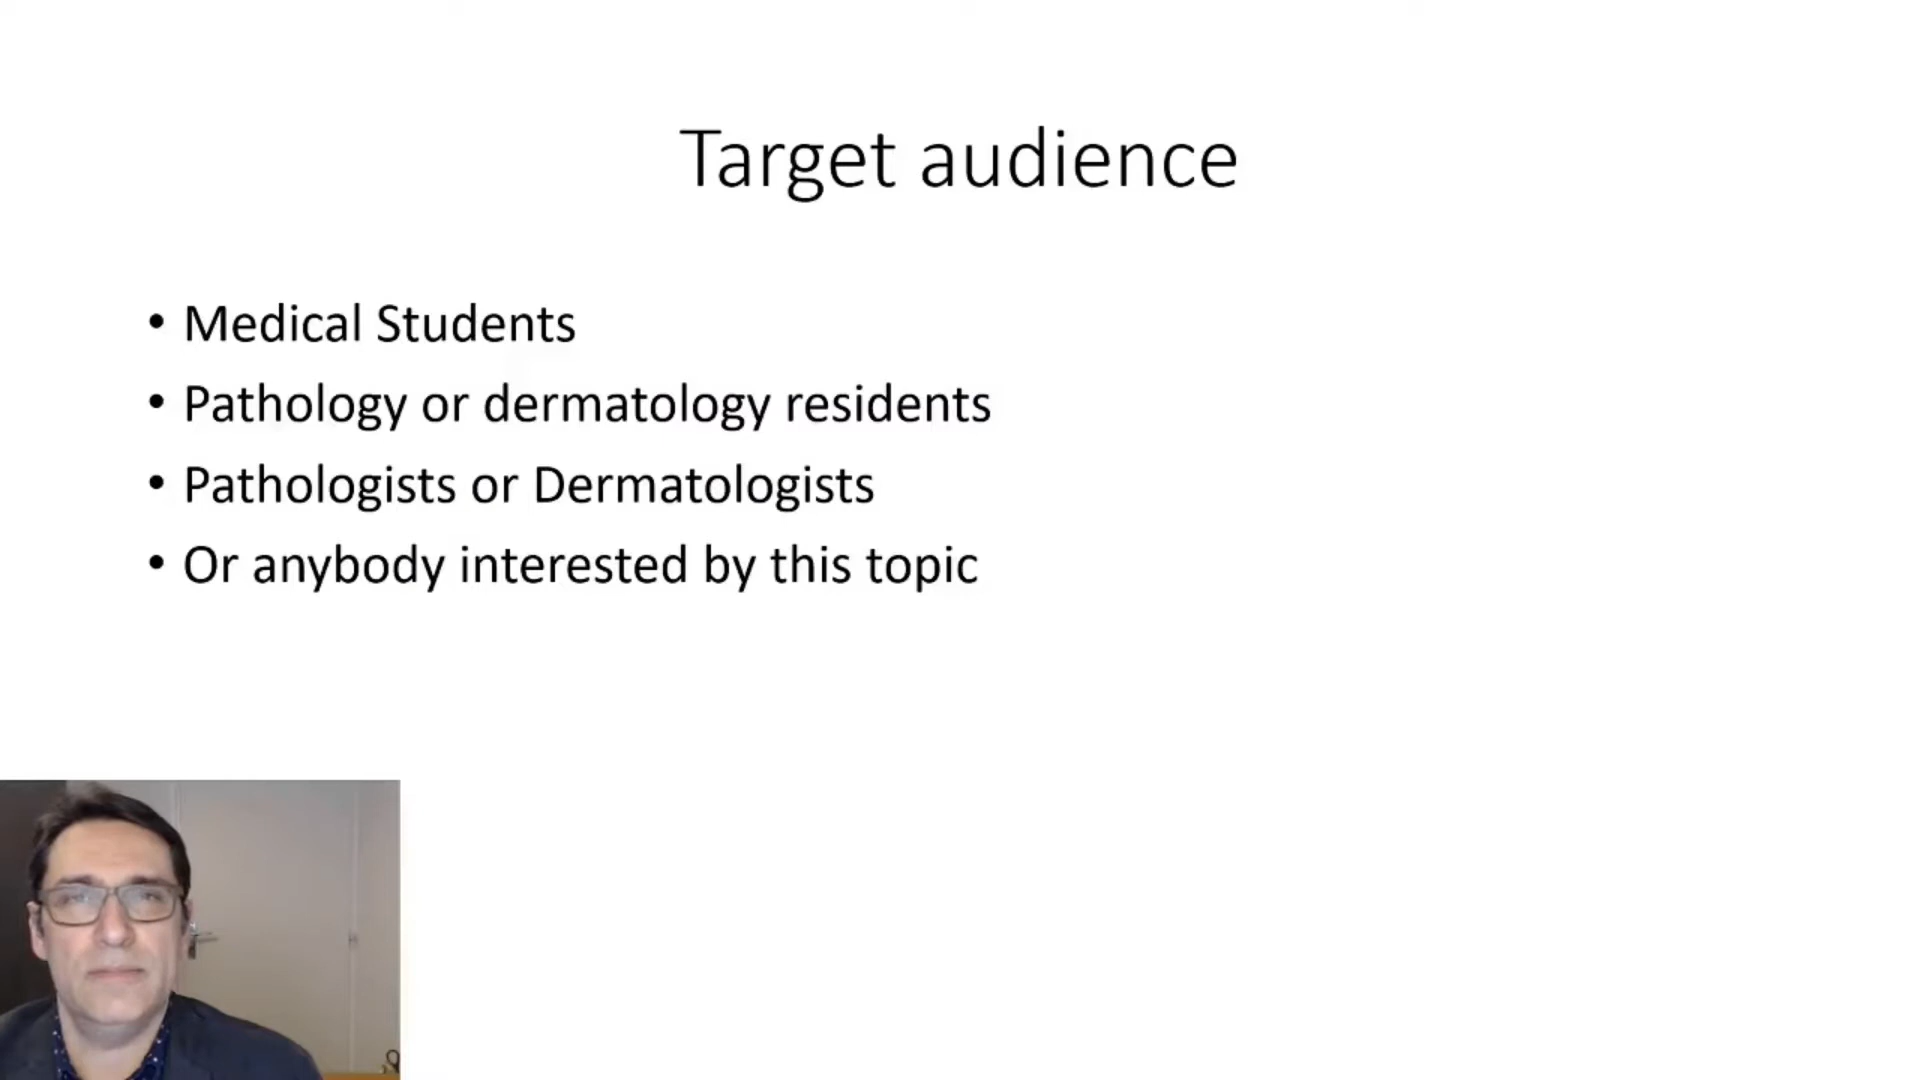 Target audience
• Medical Students
• Pathology or dermatology residents
• Pathologists or Dermatologists
• Or anybody interested by this topic